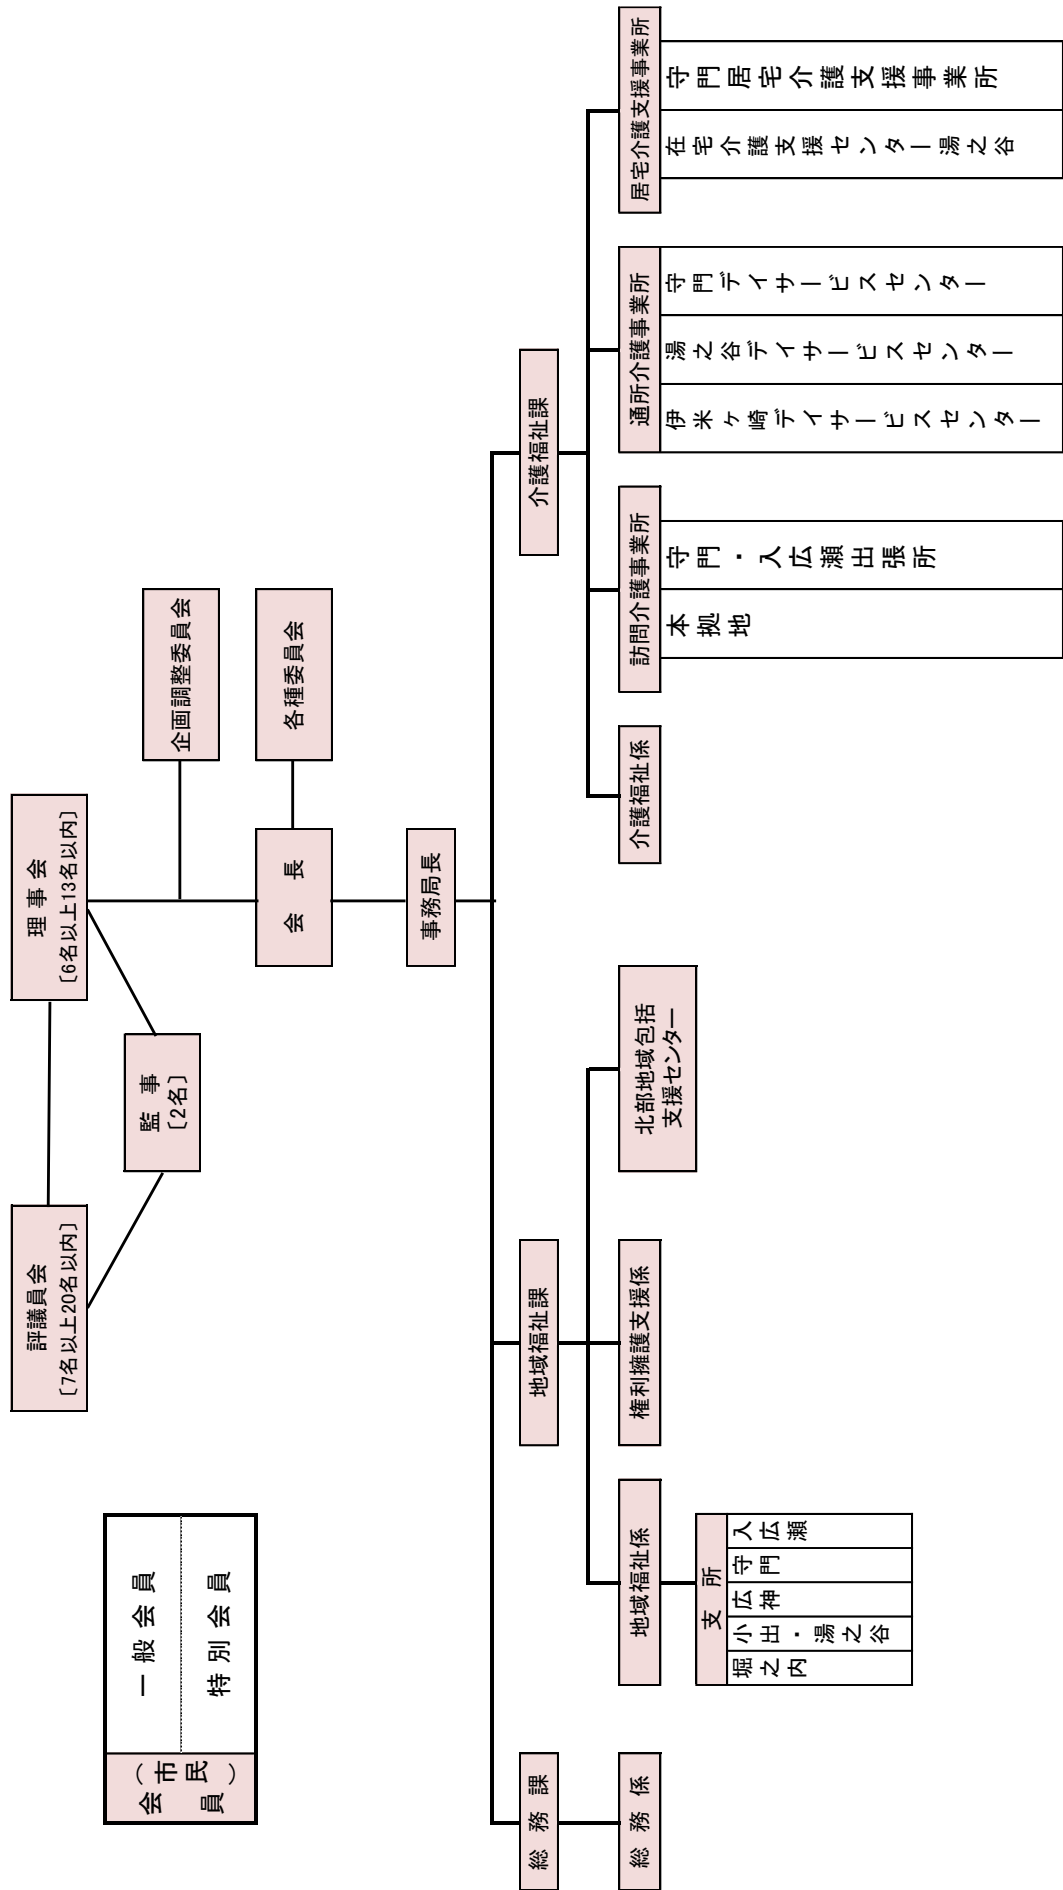 評議員会
〔7名以上20名以内〕
理 事 会
〔6名以上13名以内〕
監 事
〔2名〕
会員
(市民)
一 般 会 員
特 別 会 員
企画調整委員会
会 長
各種委員会
事務局長
総 務 課
地域福祉課
介護福祉課
総 務 係
地域福祉係
権利擁護支援係
北部地域包括
支援センター
介護福祉係
訪問介護事業所
通所介護事業所
居宅介護支援事業所
支 所
堀之内
小出・湯之谷
広神
守門
入広瀬
本拠地
守門・入広瀬出張所
伊米ヶ崎デイサービスセンター
湯之谷デイサービスセンター
守門デイサービスセンター
在宅介護支援センター湯之谷
守門居宅介護支援事業所